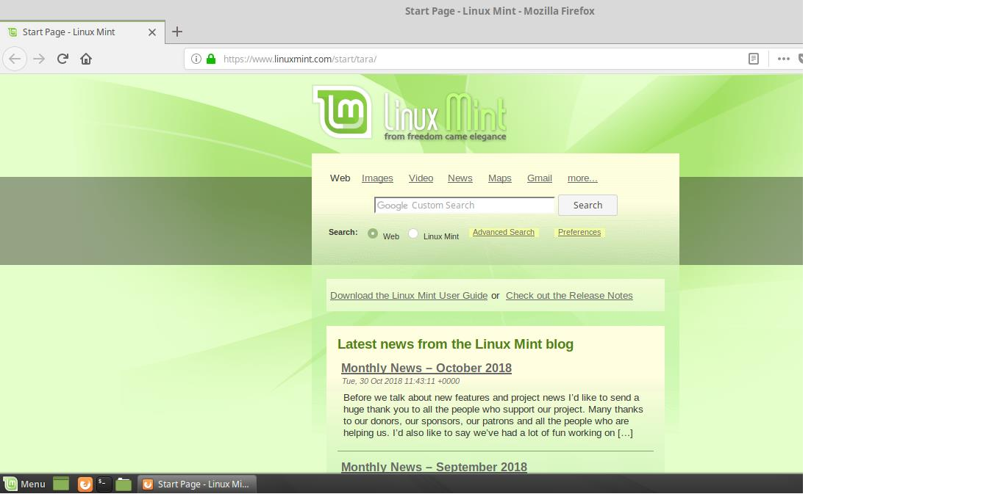 Start Page - Linux Mint - Mozilla Firefox
Start Page - Linux Mint
https://www.linuxmint.com/start/tara/
Linux Mint
from freedom came elegance
Web Images Video News Maps Gmail more...
Google Custom Search Search
Search: Web Linux Mint Advanced Search Preferences
Download the Linux Mint User Guide or Check out the Release Notes
Latest news from the Linux Mint blog
Monthly News – October 2018
Tue, 30 Oct 2018 11:43:11 +0000
Before we talk about new features and project news I’d like to send a
huge thank you to all the people who support our project. Many thanks
to our donors, our sponsors, our patrons and all the people who are
helping us. I’d also like to say we’ve had a lot of fun working on […]
Monthly News – September 2018
Menu $_ Start Page - Linux Mi...